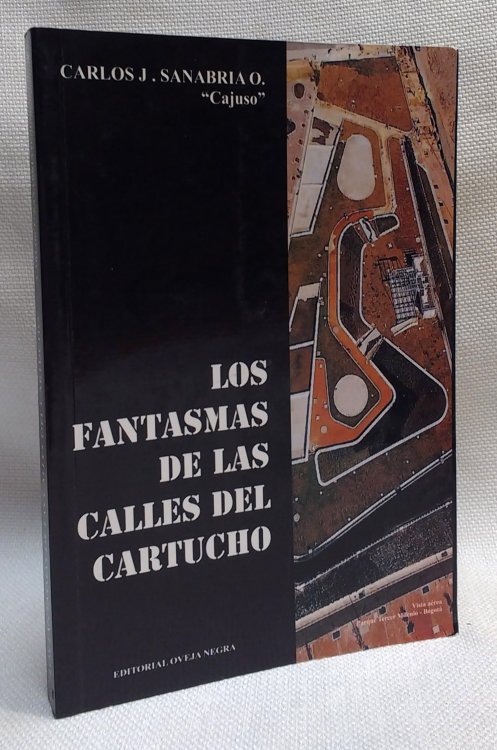 CARLOS J. SANABRIA O.
"Cajuso"
LOS
FANTASMAS
DE LAS
CALLES DEL
CARTUCHO
Vista aérea
Parque Tercer Milenio - Bogotá
EDITORIAL OVEJA NEGRA